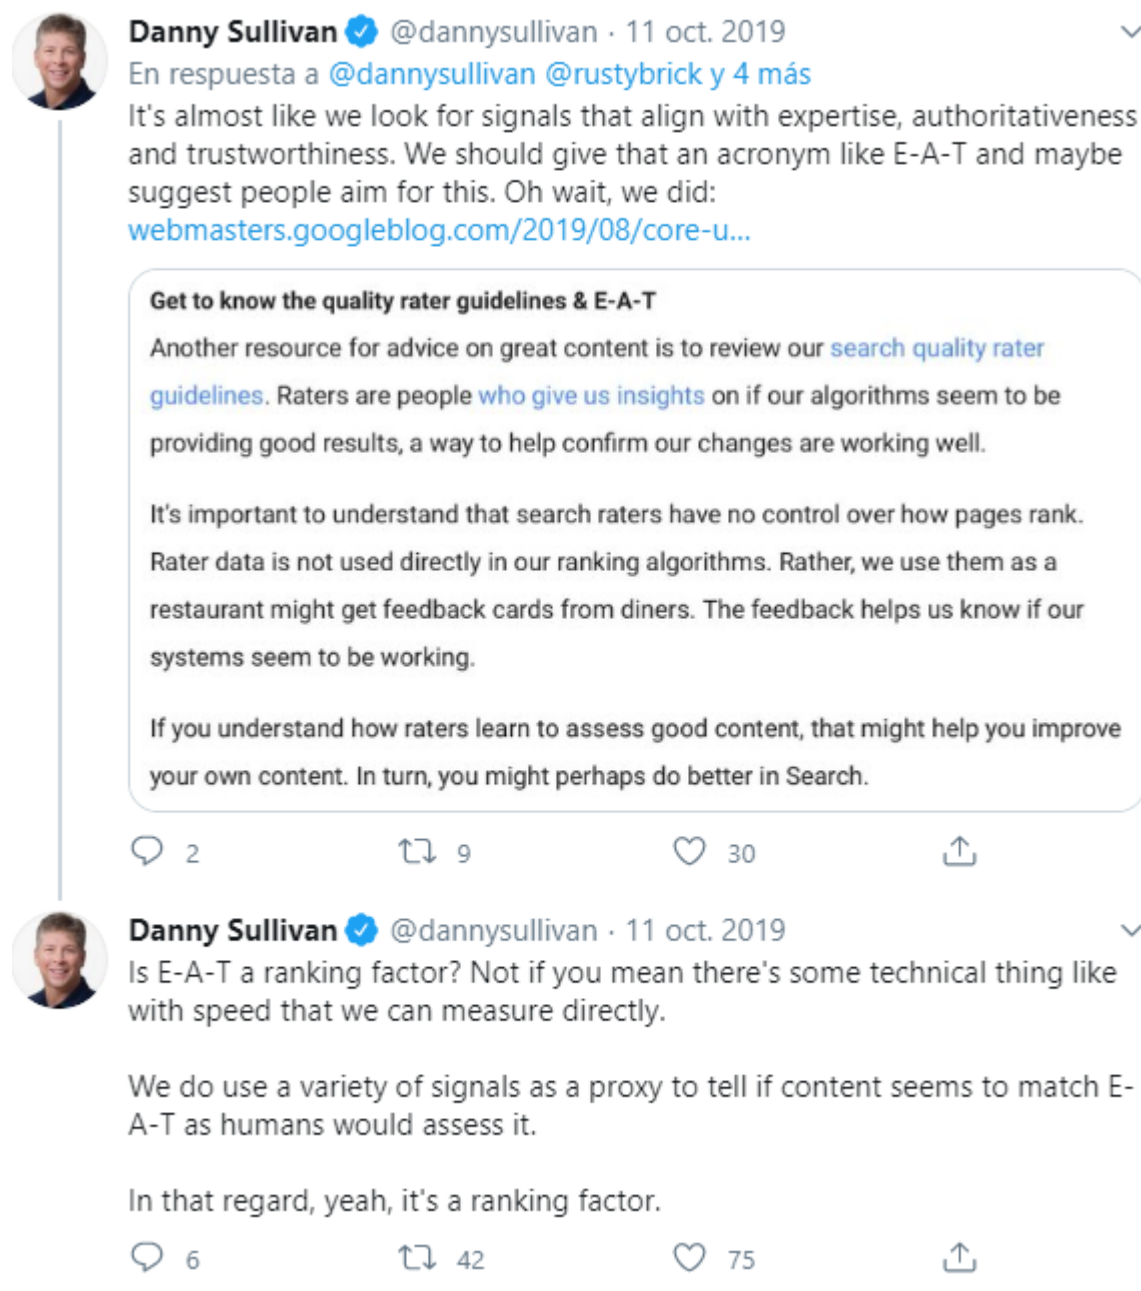 Danny Sullivan @dannysullivan · 11 oct. 2019
En respuesta a @dannysullivan @rustybrick y 4 más
It's almost like we look for signals that align with expertise, authoritativeness
and trustworthiness. We should give that an acronym like E-A-T and maybe
suggest people aim for this. Oh wait, we did:
webmasters.googleblog.com/2019/08/core-u...
Get to know the quality rater guidelines & E-A-T
Another resource for advice on great content is to review our search quality rater
guidelines. Raters are people who give us insights on if our algorithms seem to be
providing good results, a way to help confirm our changes are working well.
It's important to understand that search raters have no control over how pages rank.
Rater data is not used directly in our ranking algorithms. Rather, we use them as a
restaurant might get feedback cards from diners. The feedback helps us know if our
systems seem to be working.
If you understand how raters learn to assess good content, that might help you improve
your own content. In turn, you might perhaps do better in Search.
2 9 30
Danny Sullivan @dannysullivan · 11 oct. 2019
Is E-A-T a ranking factor? Not if you mean there's some technical thing like
with speed that we can measure directly.
We do use a variety of signals as a proxy to tell if content seems to match E-
A-T as humans would assess it.
In that regard, yeah, it's a ranking factor.
6 42 75